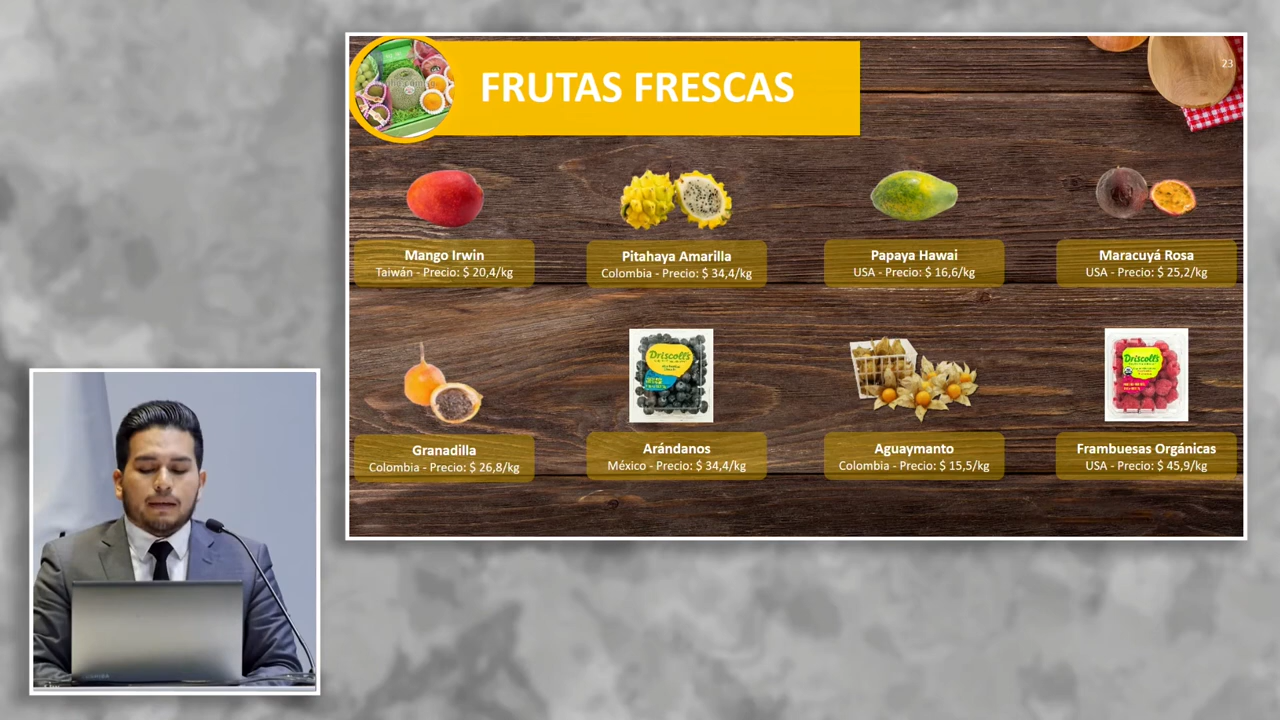 FRUTAS FRESCAS
23
Mango Irwin
Taiwán - Precio: $ 20,4/kg
Pitahaya Amarilla
Colombia - Precio: $ 34,4/kg
Papaya Hawai
USA - Precio: $ 16,6/kg
Maracuyá Rosa
USA - Precio: $ 25,2/kg
Driscoll's
Driscoll's
Granadilla
Colombia - Precio: $ 26,8/kg
Arándanos
México - Precio: $ 34,4/kg
Aguaymanto
Colombia - Precio: $ 15,5/kg
Frambuesas Orgánicas
USA - Precio: $ 45,9/kg